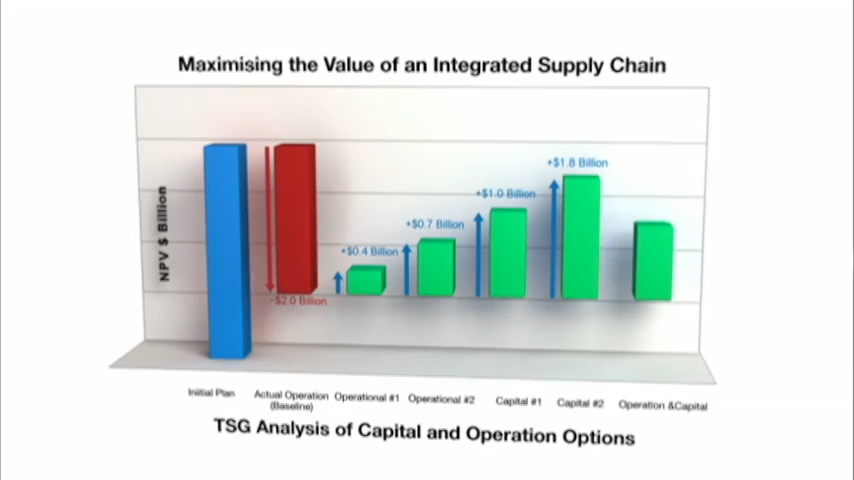 Maximising the Value of an Integrated Supply Chain
+$1.8 Billion
+$1.0 Billion
+$0.7 Billion
+$0.4 Billion
-$2.0 Billion
NPV $ Billion
Initial Plan
Actual Operation
(Baseline)
Operational #1
Operational #2
Capital #1
Capital #2
Operation &Capital
TSG Analysis of Capital and Operation Options